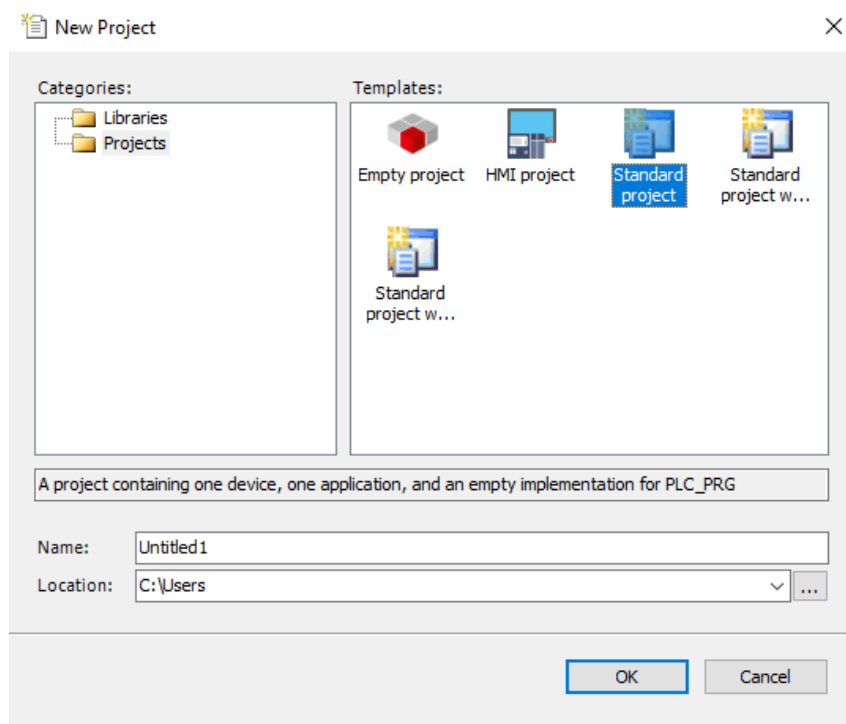 New Project
Categories:
Templates:
Libraries
Projects
Empty project
HMI project
Standard
project
Standard
project w...
Standard
project w...
A project containing one device, one application, and an empty implementation for PLC_PRG
Name:
Untitled1
Location:
C:\Users
...
OK
Cancel